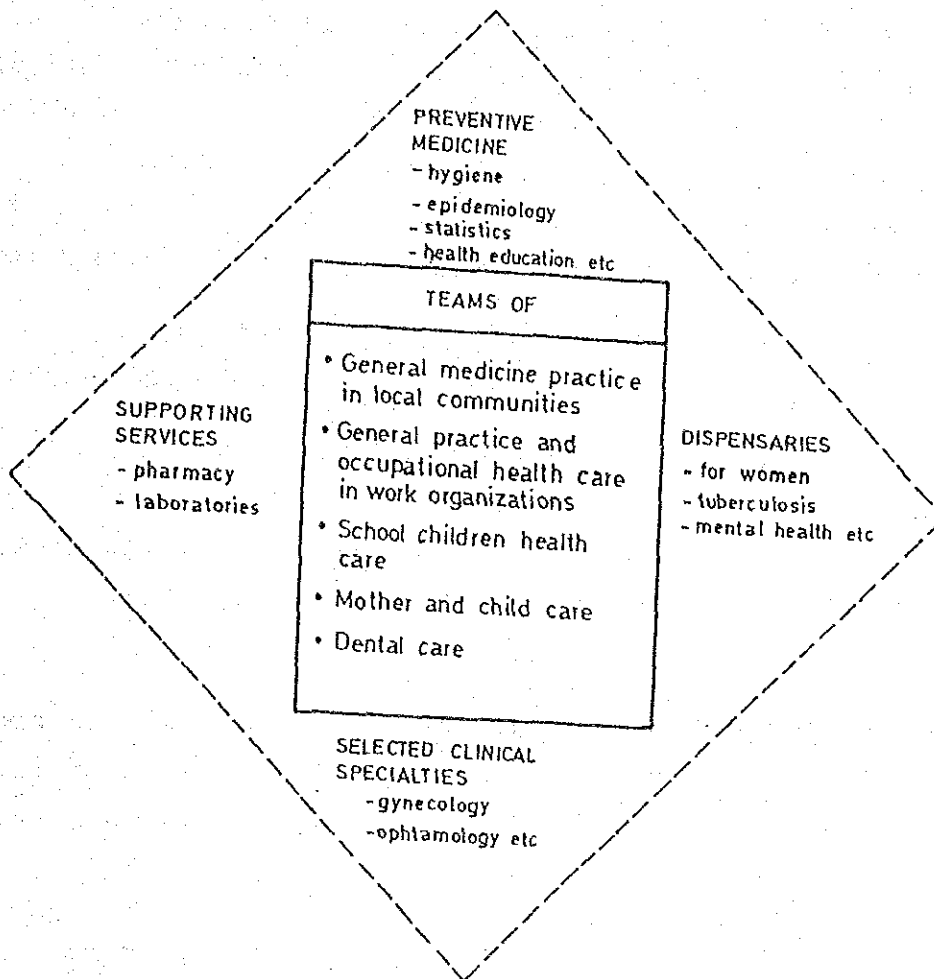 PREVENTIVE
MEDICINE
- hygiene
- epidemiology
- statistics
- health education etc
TEAMS OF
• General medicine practice
in local communities
• General practice and
occupational health care
in work organizations
• School children health
care
• Mother and child care
• Dental care
SUPPORTING
SERVICES
- pharmacy
- laboratories
DISPENSARIES
- for women
- tuberculosis
- mental health etc
SELECTED CLINICAL
SPECIALTIES
- gynecology
- ophtamology etc